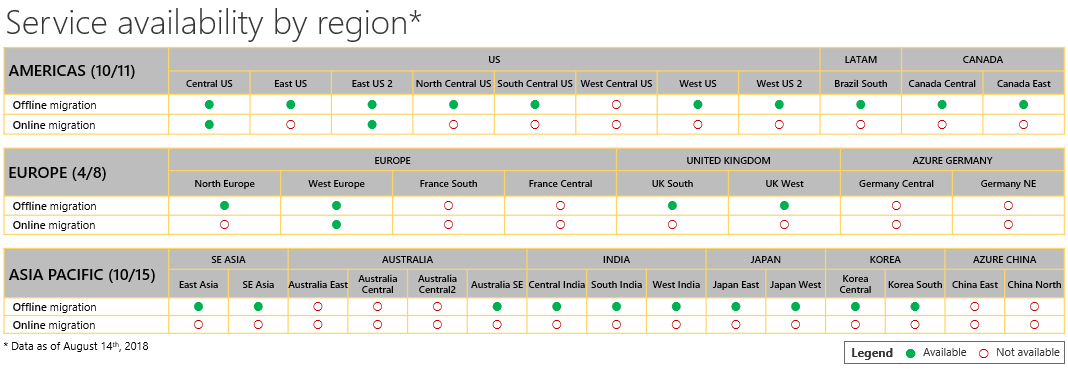 Service availability by region*
AMERICAS (10/11)
US LATAM CANADA
Central US East US East US 2 North Central US South Central US West Central US West US West US 2 Brazil South Canada Central Canada East
Offline migration
Online migration
EUROPE (4/8)
EUROPE UNITED KINGDOM AZURE GERMANY
North Europe West Europe France South France Central UK South UK West Germany Central Germany NE
Offline migration
Online migration
ASIA PACIFIC (10/15)
SE ASIA AUSTRALIA INDIA JAPAN KOREA AZURE CHINA
East Asia SE Asia Australia East Australia Central Australia Central2 Australia SE Central India South India West India Japan East Japan West Korea Central Korea South China East China North
Offline migration
Online migration
* Data as of August 14th, 2018
Legend Available Not available